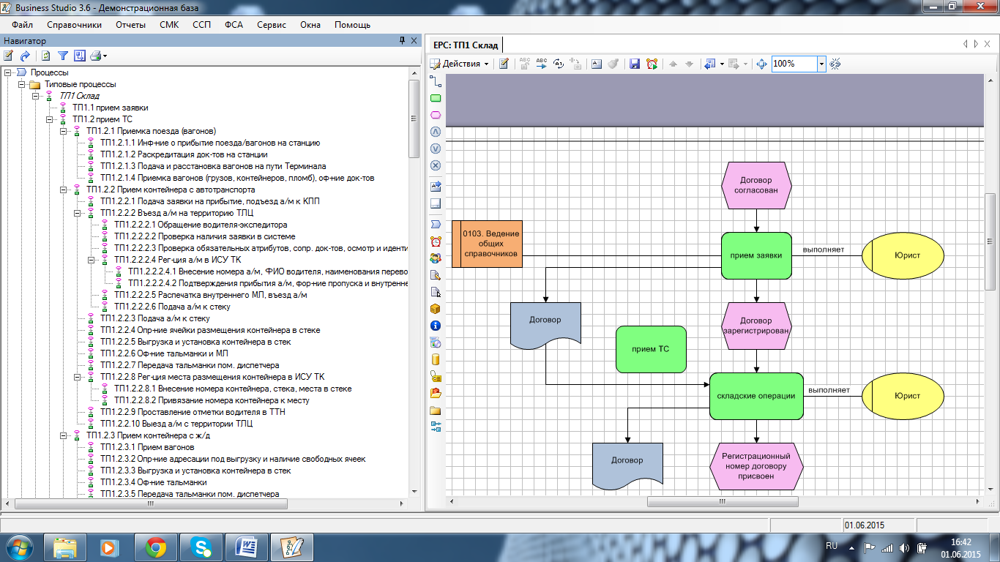 Business Studio 3.6 - Демонстрационная база
Файл Справочники Отчеты СМК ССП ФСА Сервис Окна Помощь
Навигатор
Процессы
Типовые процессы
ТП1 Склад
ТП1.1 прием заявки
ТП1.2 прием ТС
ТП1.2.1 Приемка поезда (вагонов)
ТП1.2.1.1 Инф-ние о прибытие поезда/вагонов на станцию
ТП1.2.1.2 Раскредитация док-тов на станции
ТП1.2.1.3 Подача и расстановка вагонов на пути Терминала
ТП1.2.1.4 Приемка вагонов (грузов, контейнеров, пломб), оф-ние док-тов
ТП1.2.2 Прием контейнера с автотранспорта
ТП1.2.2.1 Подача заявки на прибытие, подъезд а/м к КПП
ТП1.2.2.2 Въезд а/м на территорию ТЛЦ
ТП1.2.2.2.1 Обращение водителя-экспедитора
ТП1.2.2.2.2 Проверка наличия заявки в системе
ТП1.2.2.2.3 Проверка обязательных атрибутов, сопр. док-тов, осмотр и иденти
ТП1.2.2.2.4 Рег-ция а/м в ИСУ ТК
ТП1.2.2.2.4.1 Внесение номера а/м, ФИО водителя, наименования перево
ТП1.2.2.2.4.2 Подтверждения прибытия а/м, фор-ние пропуска и внутренне
ТП1.2.2.2.5 Распечатка внутреннего МЛ, въезд а/м
ТП1.2.2.2.6 Подача а/м к стеку
ТП1.2.2.3 Подача а/м к стеку
ТП1.2.2.4 Опр-ние ячейки размещения контейнера в стеке
ТП1.2.2.5 Выгрузка и установка контейнера в стек
ТП1.2.2.6 Оф-ние тальманки и МЛ
ТП1.2.2.7 Передача тальманки пом. диспетчера
ТП1.2.2.8 Рег-ция места размещения контейнера в ИСУ ТК
ТП1.2.2.8.1 Внесение номера контейнера, стека, места в стеке
ТП1.2.2.8.2 Привязание номера контейнера к месту
ТП1.2.2.9 Проставление отметки водителя в ТТН
ТП1.2.2.10 Выезд а/м с территории ТЛЦ
ТП1.2.3 Прием контейнера с ж/д
ТП1.2.3.1 Прием вагонов
ТП1.2.3.2 Опр-ние адресации под выгрузку и наличие свободных ячеек
ТП1.2.3.3 Выгрузка и установка контейнера в стек
ТП1.2.3.4 Оф-ние тальманки
ТП1.2.3.5 Передача тальманки пом. диспетчера
EPC: ТП1 Склад
Действия
100%
Договор
согласован
0103. Ведение
общих
справочников
прием заявки
выполняет
Юрист
Договор
Договор
зарегистрирован
прием ТС
складские операции
выполняет
Юрист
Договор
Регистрационный
номер договору
присвоен
01.06.2015
RU
16:42
01.06.2015